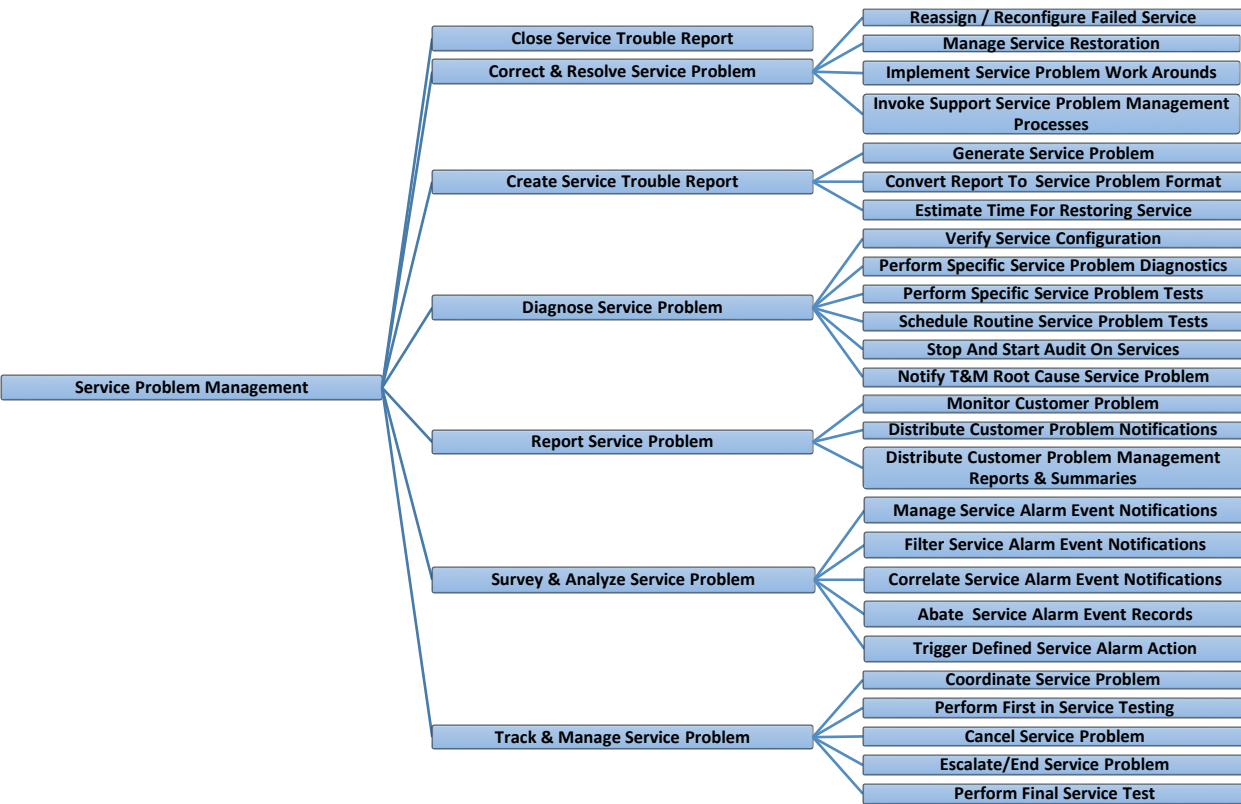 Service Problem Management
Close Service Trouble Report
Correct & Resolve Service Problem
Reassign / Reconfigure Failed Service
Manage Service Restoration
Implement Service Problem Work Arounds
Invoke Support Service Problem Management
Processes
Create Service Trouble Report
Generate Service Problem
Convert Report To Service Problem Format
Estimate Time For Restoring Service
Diagnose Service Problem
Verify Service Configuration
Perform Specific Service Problem Diagnostics
Perform Specific Service Problem Tests
Schedule Routine Service Problem Tests
Stop And Start Audit On Services
Notify T&M Root Cause Service Problem
Report Service Problem
Monitor Customer Problem
Distribute Customer Problem Notifications
Distribute Customer Problem Management
Reports & Summaries
Survey & Analyze Service Problem
Manage Service Alarm Event Notifications
Filter Service Alarm Event Notifications
Correlate Service Alarm Event Notifications
Abate Service Alarm Event Records
Trigger Defined Service Alarm Action
Track & Manage Service Problem
Coordinate Service Problem
Perform First in Service Testing
Cancel Service Problem
Escalate/End Service Problem
Perform Final Service Test